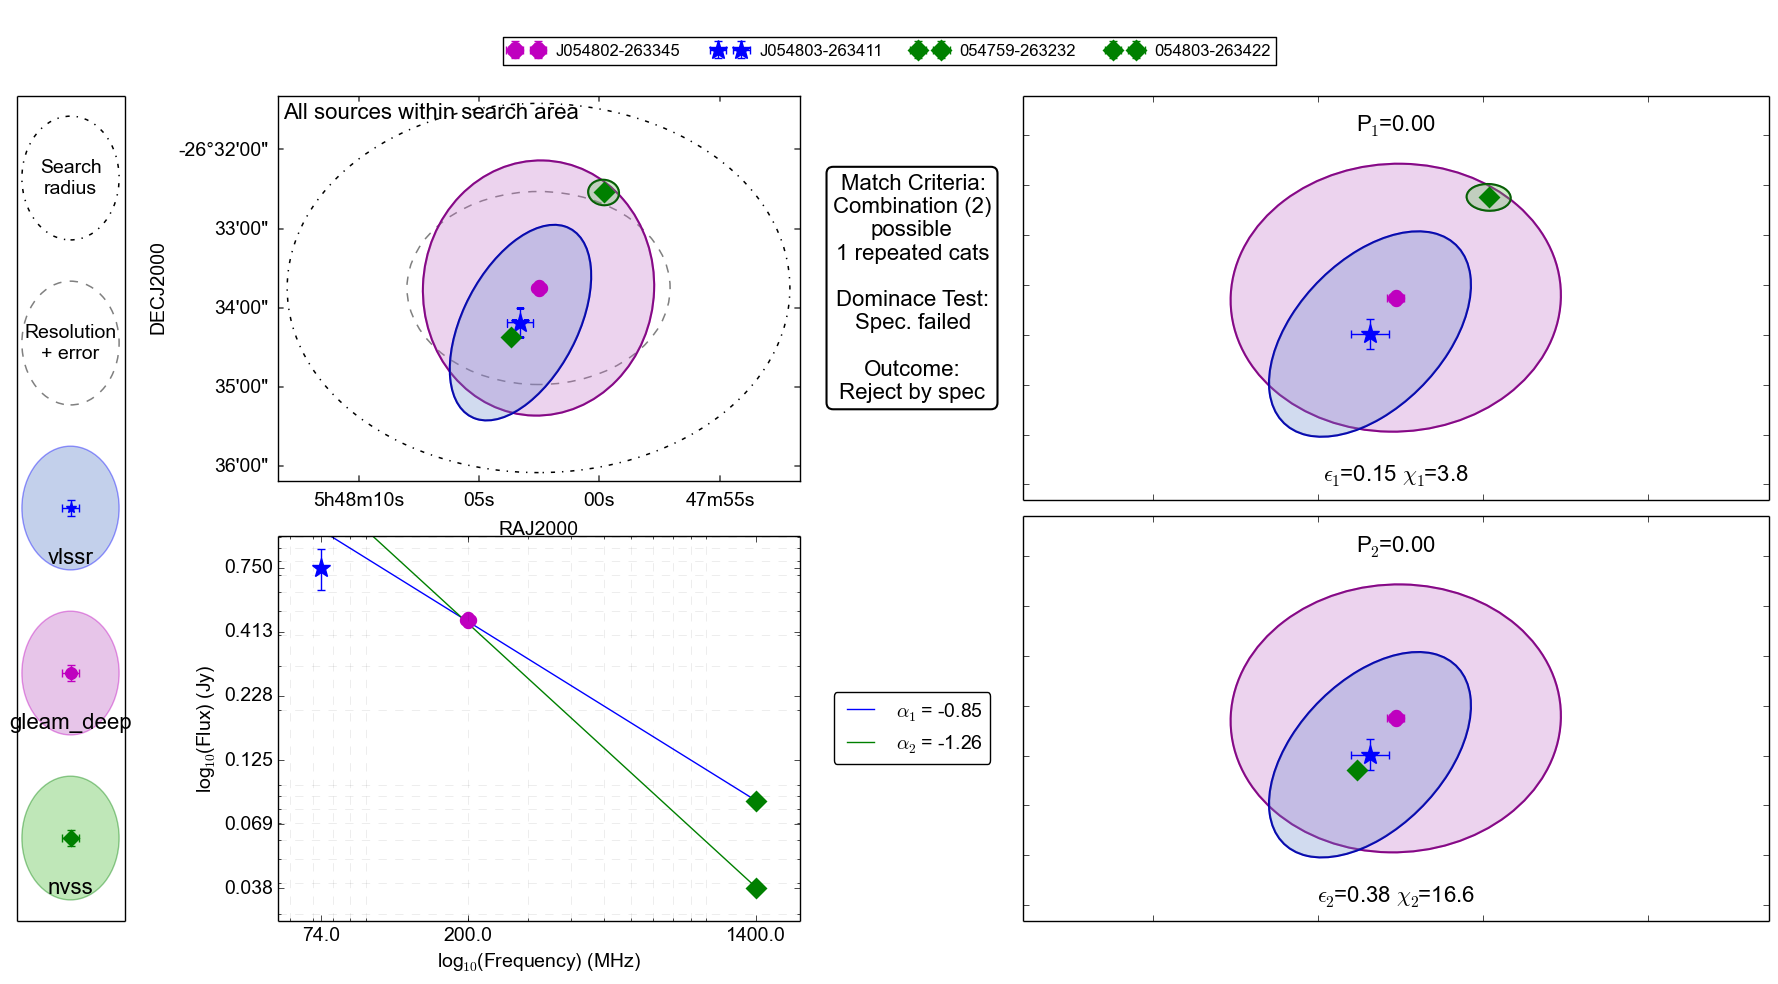 J054802-263345 J054803-263411 054759-263232 054803-263422
Search
radius
Resolution
+ error
vlssr
gleam_deep
nvss
All sources within search area
DECJ2000
-26°32'00"
33'00"
34'00"
35'00"
36'00"
5h48m10s 05s 00s 47m55s
RAJ2000
Match Criteria:
Combination (2)
possible
1 repeated cats
Dominace Test:
Spec. failed
Outcome:
Reject by spec
P₁=0.00
ϵ₁=0.15 χ₁=3.8
log₁₀(Flux) (Jy)
0.750
0.413
0.228
0.125
0.069
0.038
74.0 200.0 1400.0
log₁₀(Frequency) (MHz)
α₁ = -0.85
α₂ = -1.26
P₂=0.00
ϵ₂=0.38 χ₂=16.6